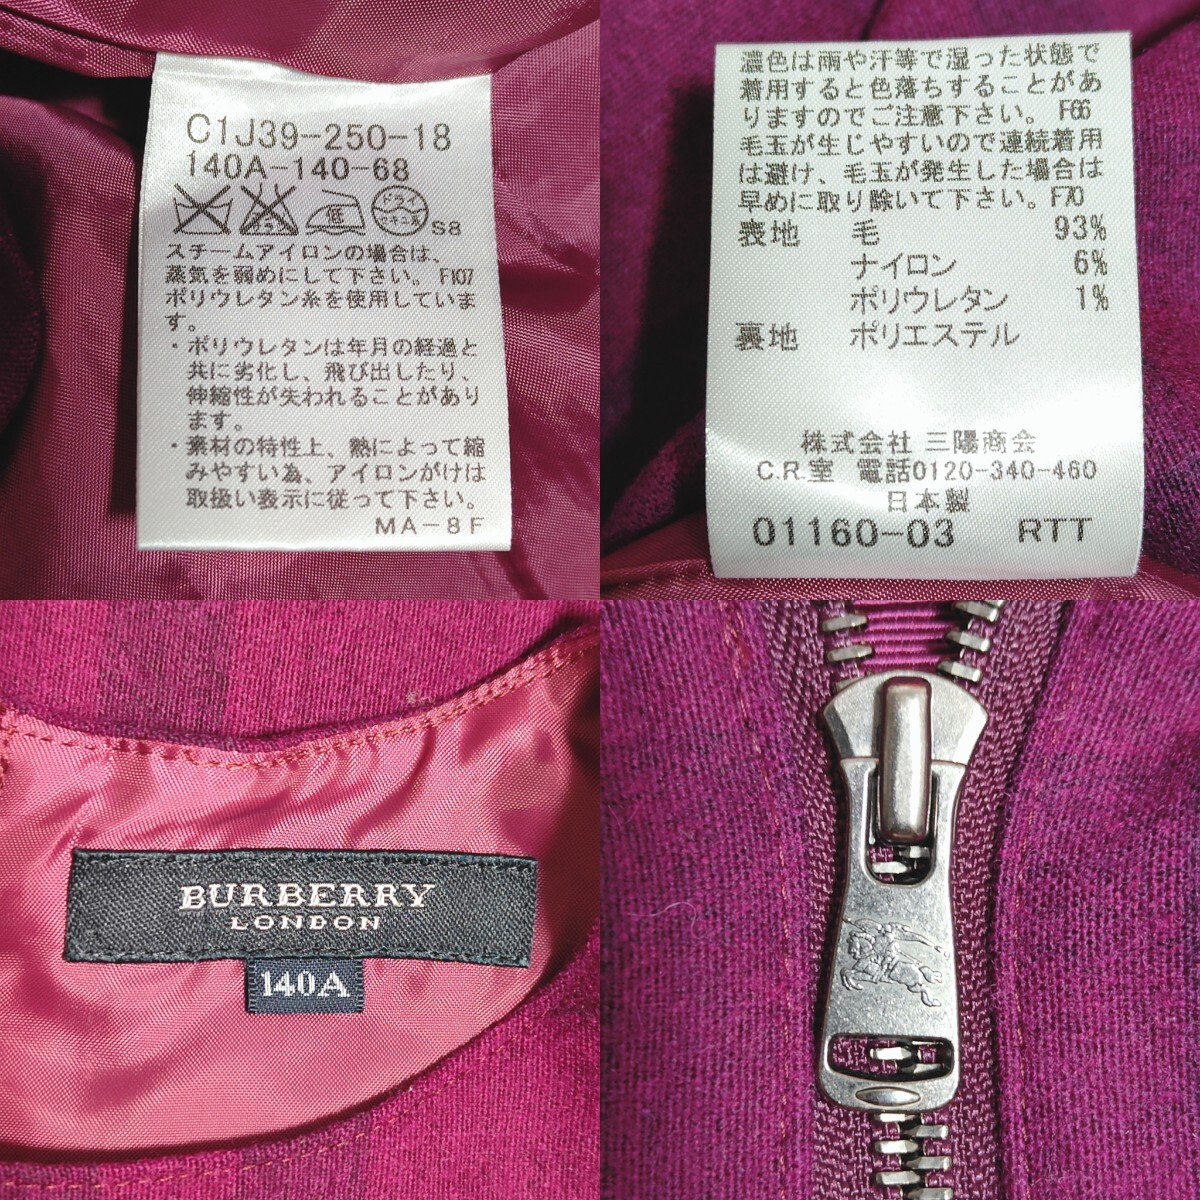 C1J39-250-18
140A-140-68
低
ドライ
セキユ系
S8
スチームアイロンの場合は、
蒸気を弱めにして下さい。F107
ポリウレタン糸を使用していま
す。
・ポリウレタンは年月の経過と
共に劣化し、飛び出したり、
伸縮性が失われることがあり
ます。
・素材の特性上、熱によって縮
みやすい為、アイロンがけは
取扱い表示に従って下さい。
MA-8F
濃色は雨や汗等で湿った状態で
着用すると色落ちすることがあ
りますのでご注意下さい。F66
毛玉が生じやすいので連続着用
は避け、毛玉が発生した場合は
早めに取り除いて下さい。F70
表地 毛 93%
ナイロン 6%
ポリウレタン 1%
裏地 ポリエステル
株式会社 三陽商会
C.R.室 電話0120-340-460
日本製
01160-03 RTT
BURBERRY
LONDON
140A